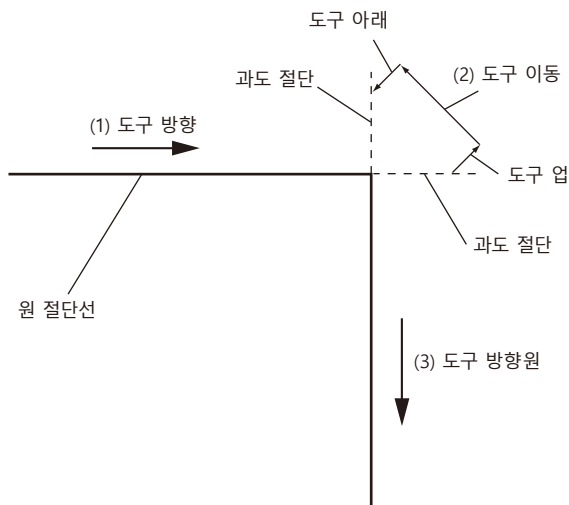 도구 아래
(2) 도구 이동
과도 절단
(1) 도구 방향
도구 업
과도 절단
원 절단선
(3) 도구 방향원